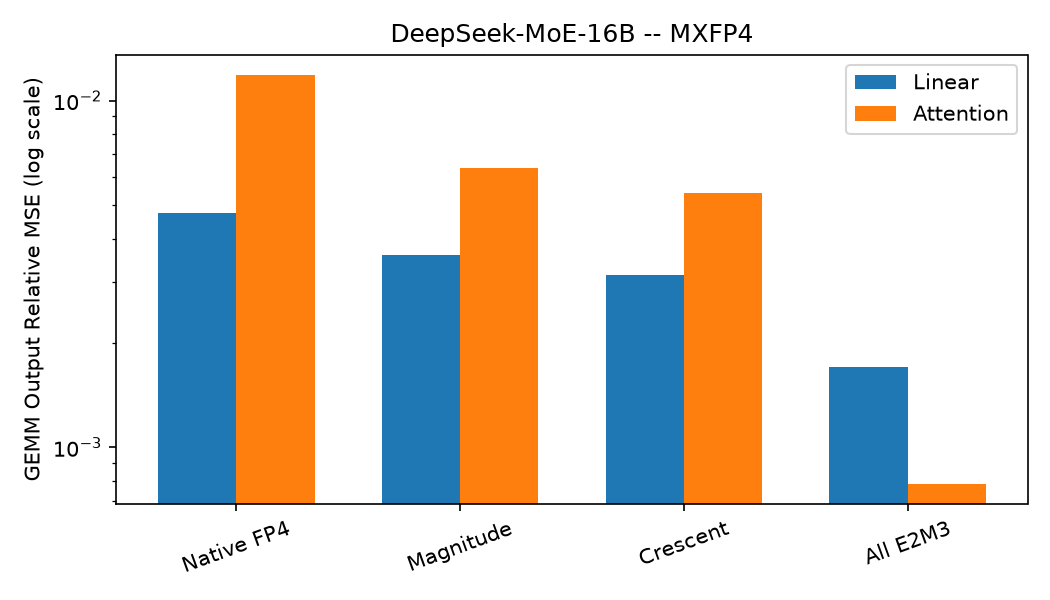 DeepSeek-MoE-16B -- MXFP4
GEMM Output Relative MSE (log scale)
10⁻²
10⁻³
Linear
Attention
Native FP4
Magnitude
Crescent
All E2M3